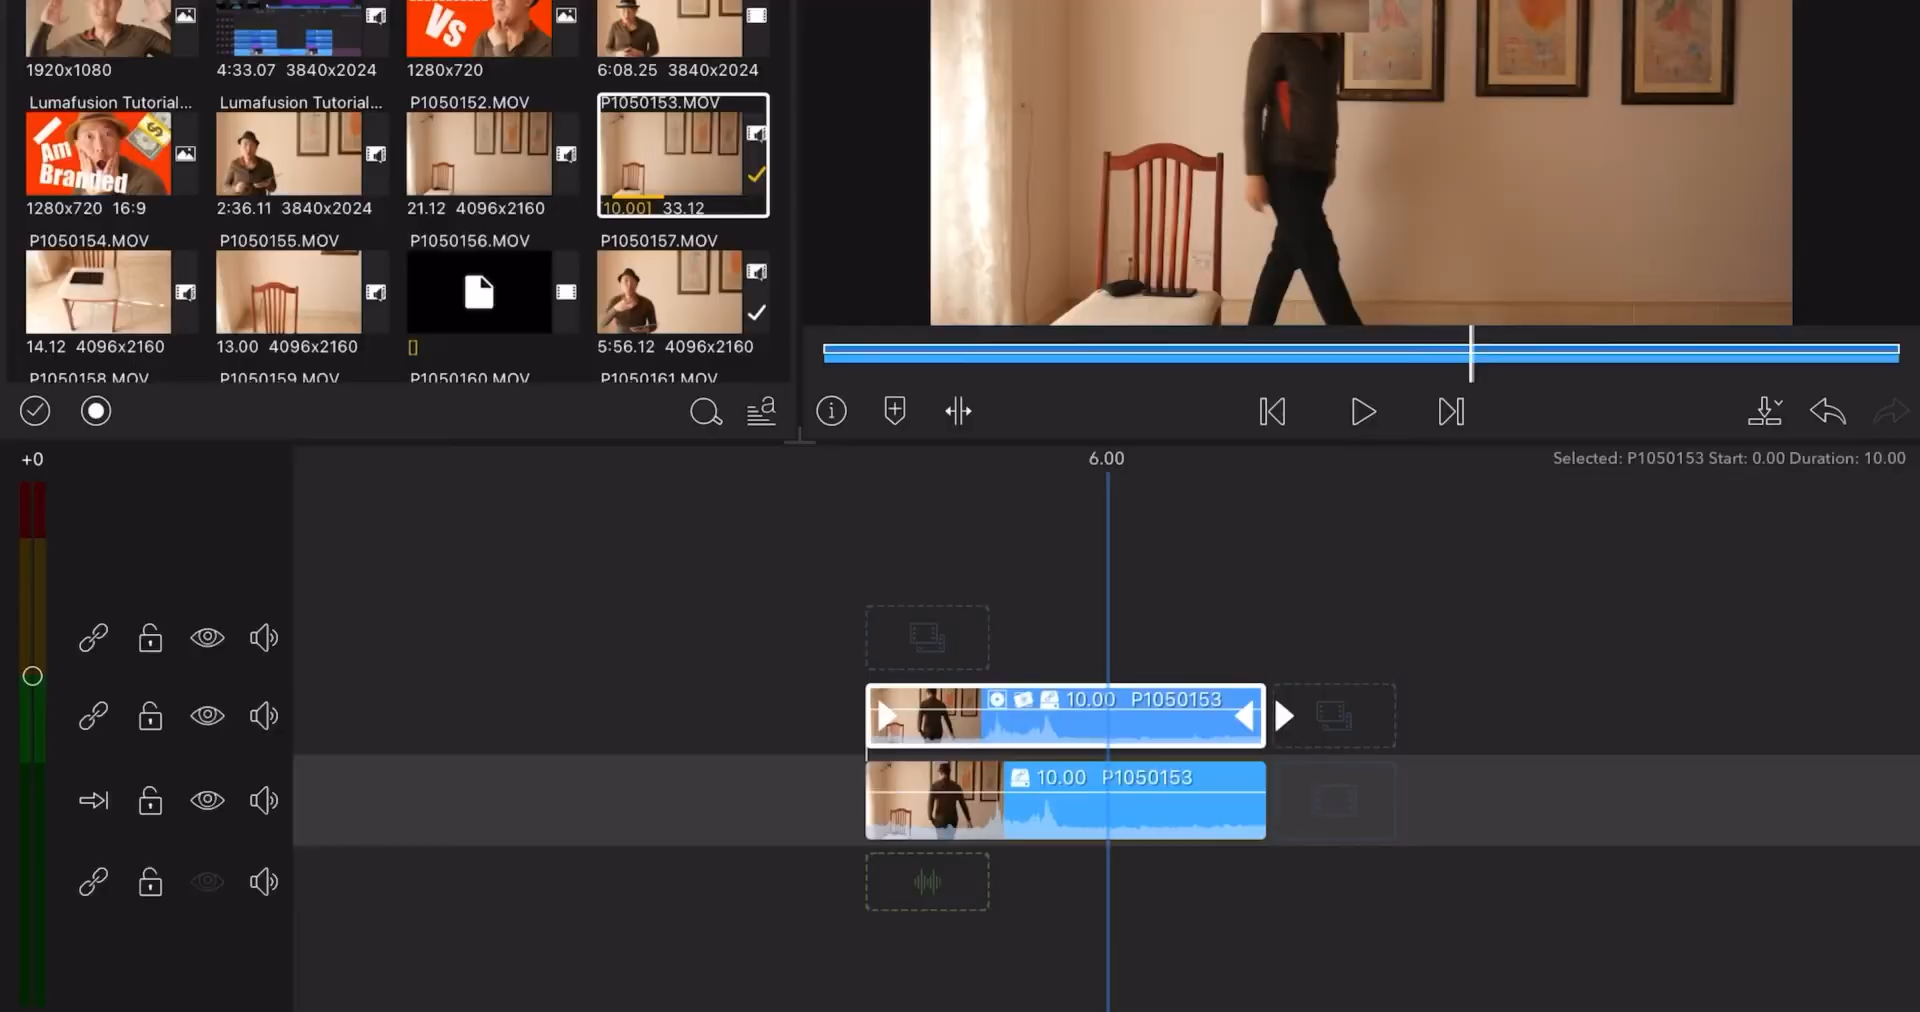 Vs
1920x1080
4:33.07 3840x2024
1280x720
6:08.25 3840x2024
Lumafusion Tutorial...
Lumafusion Tutorial...
P1050152.MOV
P1050153.MOV
I
Am
Branded
$
1280x720 16:9
2:36.11 3840x2024
21.12 4096x2160
10.00] 33.12
P1050154.MOV
P1050155.MOV
P1050156.MOV
P1050157.MOV
14.12 4096x2160
13.00 4096x2160
[]
5:56.12 4096x2160
P1050158.MOV
P1050159.MOV
P1050160.MOV
P1050161.MOV
a
+0
6.00
Selected: P1050153 Start: 0.00 Duration: 10.00
10.00 P1050153
10.00 P1050153